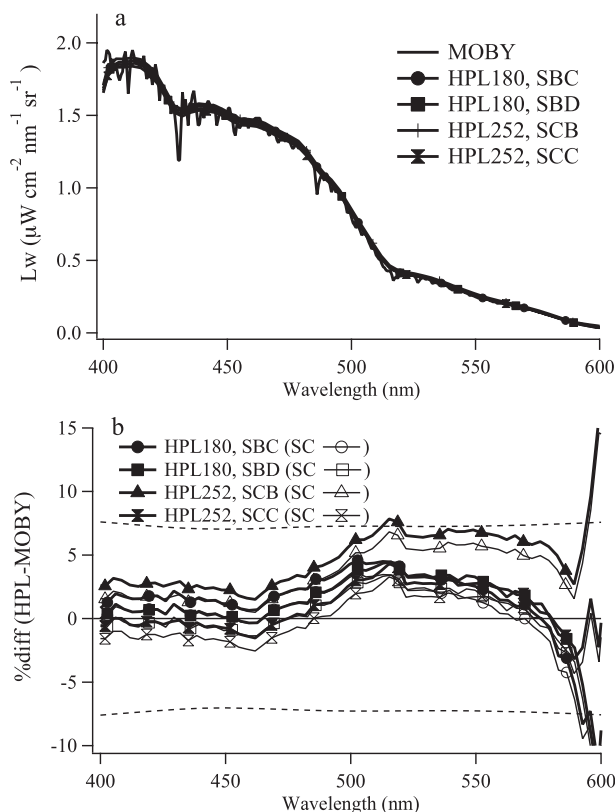 a
2.0
1.5
1.0
0.5
0.0
Lw (µW cm-2 nm-1 sr-1)
MOBY
HPL180, SBC
HPL180, SBD
HPL252, SCB
HPL252, SCC
400
450
500
550
600
Wavelength (nm)
b
15
10
5
0
-5
-10
%diff (HPL-MOBY)
HPL180, SBC (SC )
HPL180, SBD (SC )
HPL252, SCB (SC )
HPL252, SCC (SC )
400
450
500
550
600
Wavelength (nm)